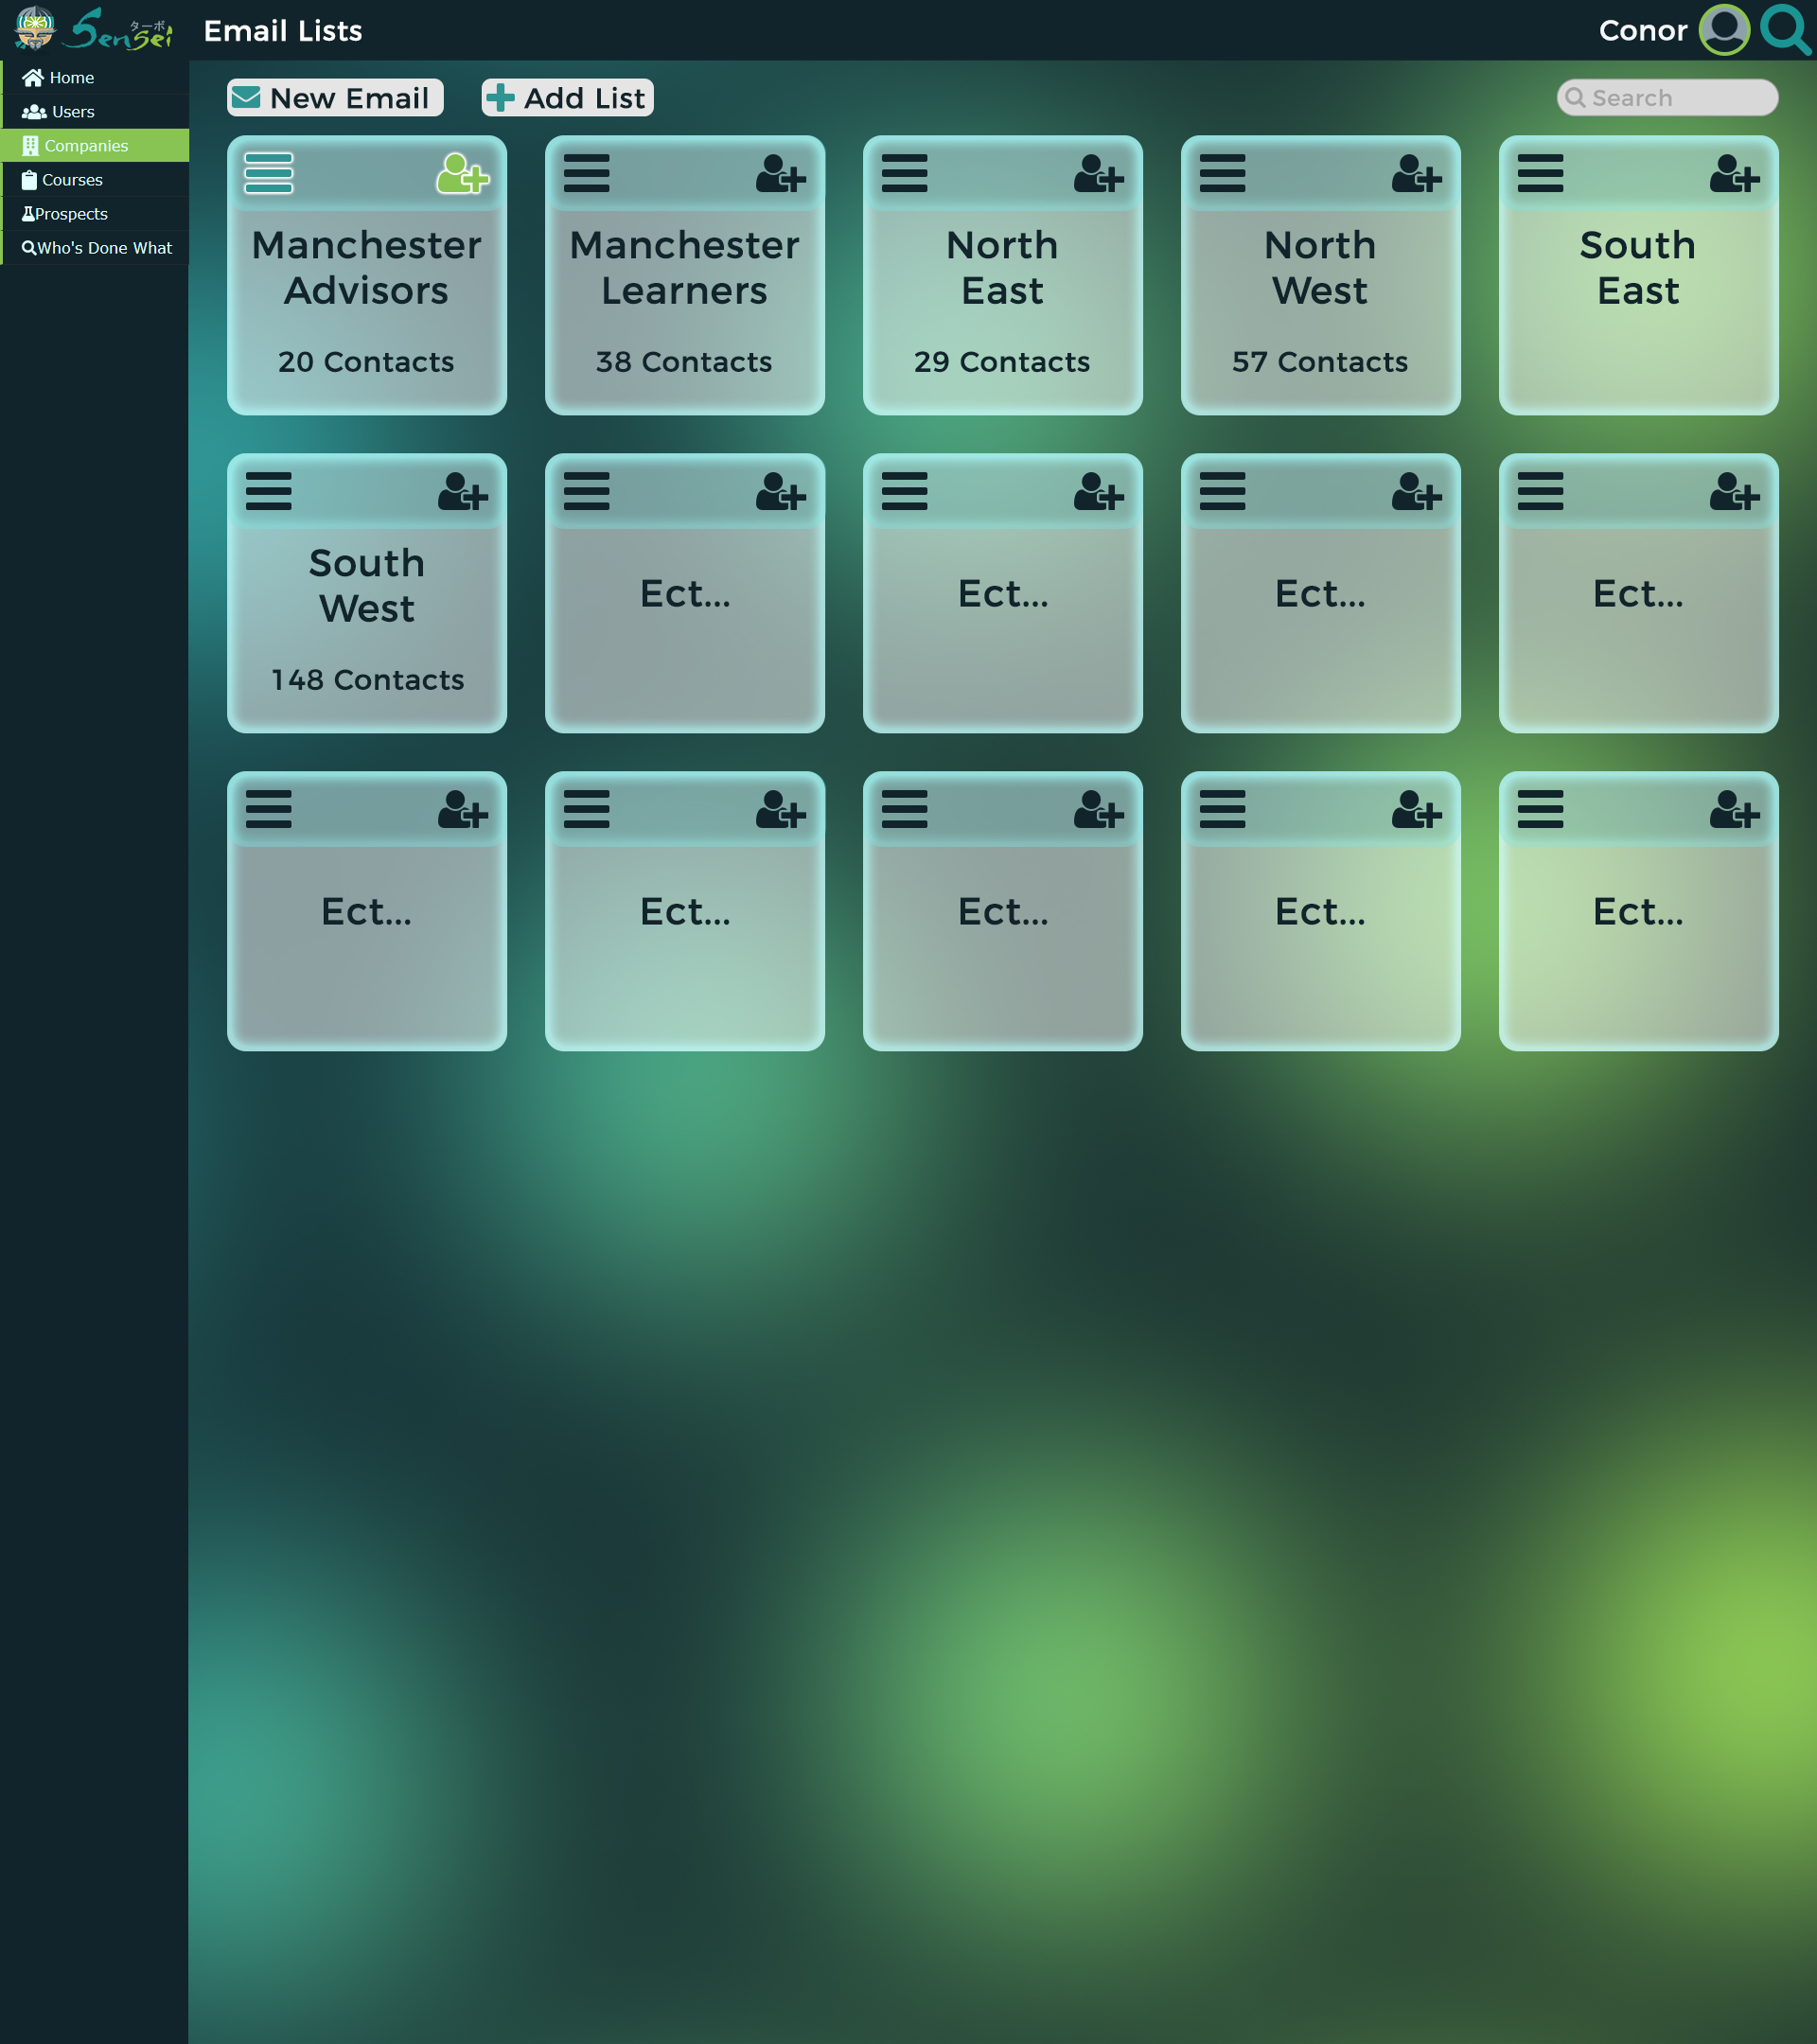 ターボ
Sensei
Email Lists
Conor
Home
Users
Companies
Courses
Prospects
Who's Done What
New Email
Add List
Search
Manchester
Advisors
20 Contacts
Manchester
Learners
38 Contacts
North
East
29 Contacts
North
West
57 Contacts
South
East
South
West
148 Contacts
Ect...
Ect...
Ect...
Ect...
Ect...
Ect...
Ect...
Ect...
Ect...